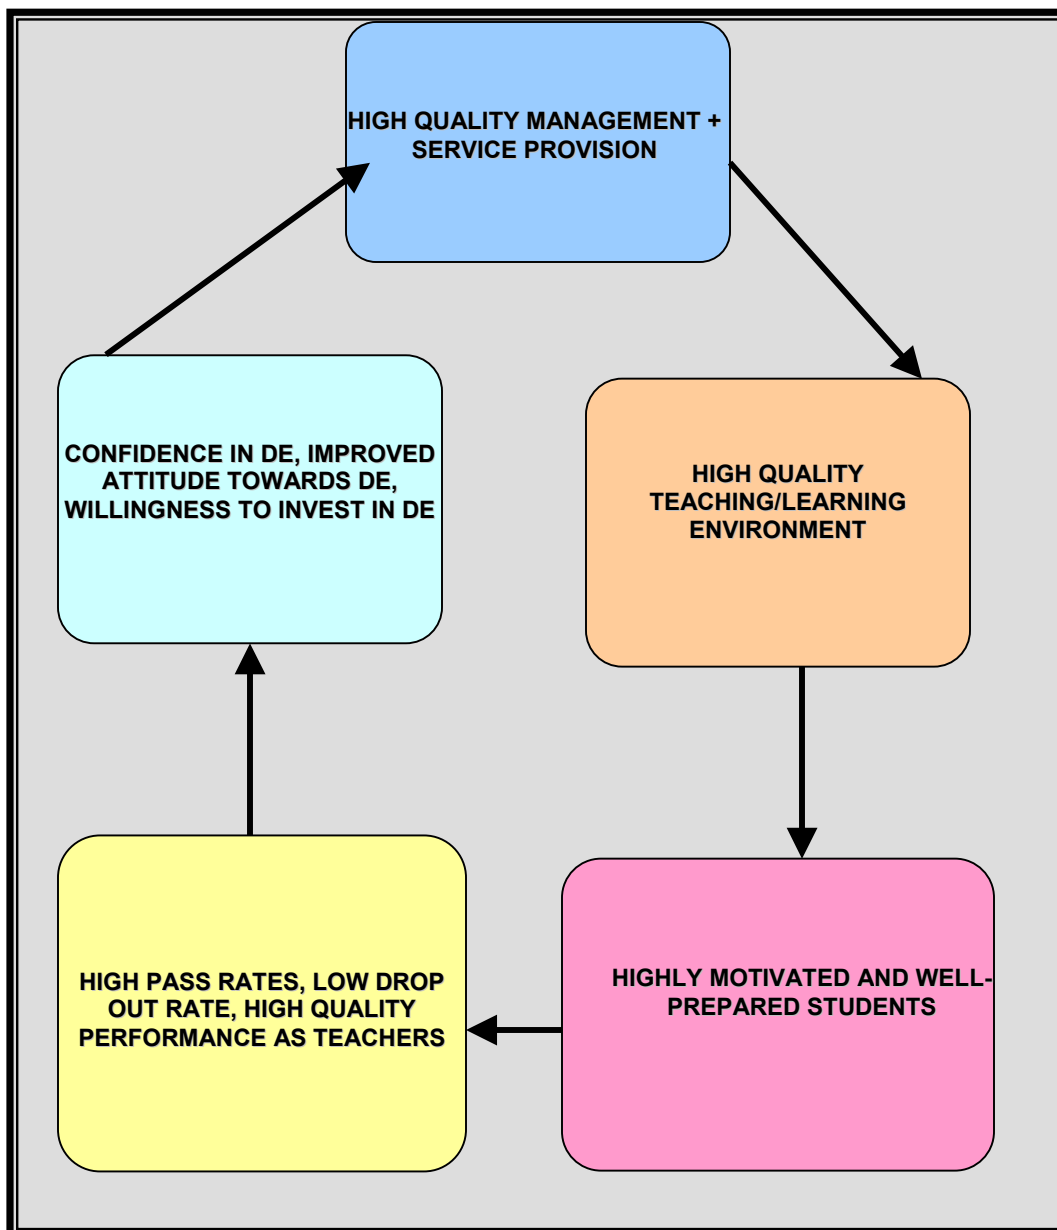 HIGH QUALITY MANAGEMENT +
SERVICE PROVISION
HIGH QUALITY
TEACHING/LEARNING
ENVIRONMENT
HIGHLY MOTIVATED AND WELL-
PREPARED STUDENTS
HIGH PASS RATES, LOW DROP
OUT RATE, HIGH QUALITY
PERFORMANCE AS TEACHERS
CONFIDENCE IN DE, IMPROVED
ATTITUDE TOWARDS DE,
WILLINGNESS TO INVEST IN DE